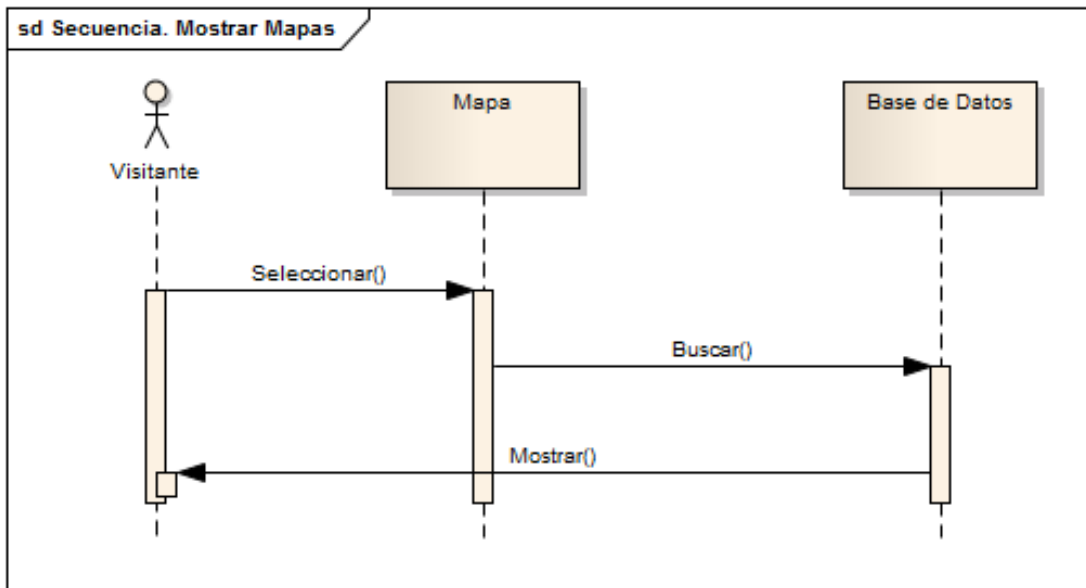 sd Secuencia. Mostrar Mapas
Visitante
Mapa
Base de Datos
Seleccionar()
Buscar()
Mostrar()